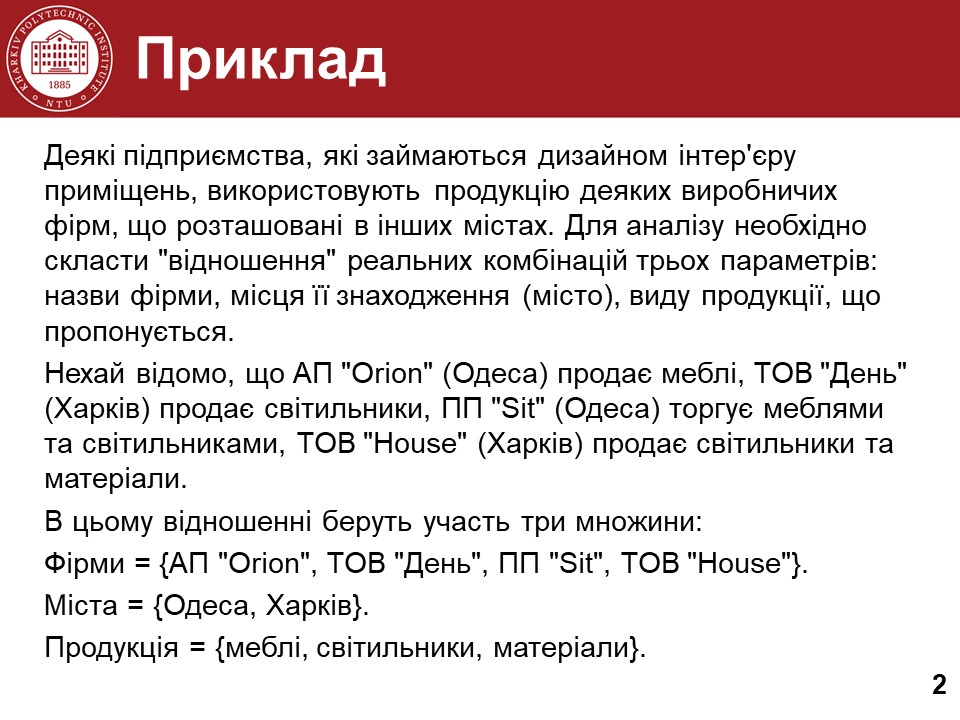 KHARKIV POLYTECHNIC INSTITUTE
1885
NTU
Приклад
Деякі підприємства, які займаються дизайном інтер'єру
приміщень, використовують продукцію деяких виробничих
фірм, що розташовані в інших містах. Для аналізу необхідно
скласти "відношення" реальних комбінацій трьох параметрів:
назви фірми, місця її знаходження (місто), виду продукції, що
пропонується.
Нехай відомо, що АП "Orion" (Одеса) продає меблі, ТОВ "День"
(Харків) продає світильники, ПП "Sit" (Одеса) торгує меблями
та світильниками, ТОВ "House" (Харків) продає світильники та
матеріали.
В цьому відношенні беруть участь три множини:
Фірми = {АП "Orion", ТОВ "День", ПП "Sit", ТОВ "House"}.
Міста = {Одеса, Харків}.
Продукція = {меблі, світильники, матеріали}.
2